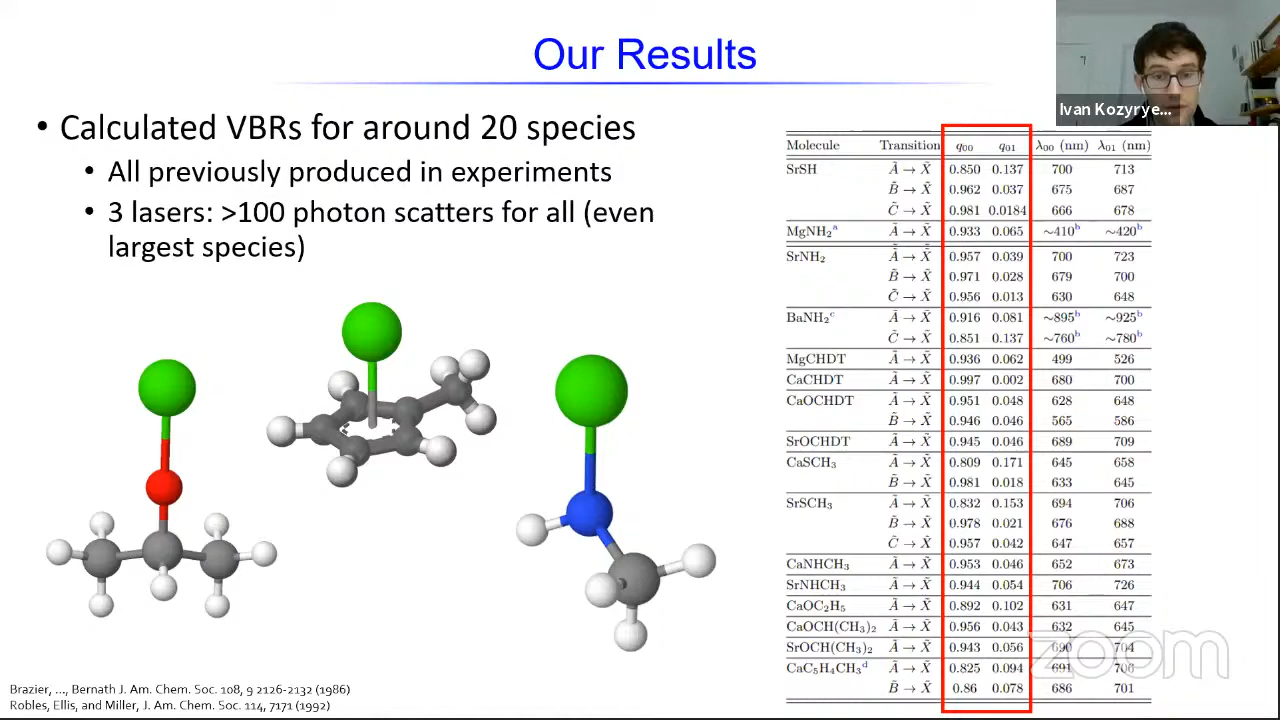 Our Results
Ivan Kozyrye...
• Calculated VBRs for around 20 species
• All previously produced in experiments
• 3 lasers: >100 photon scatters for all (even
largest species)
Molecule Transition q₀₀ q₀₁ λ₀₀ (nm) λ₀₁ (nm)
SrSH Ã → X̃ 0.850 0.137 700 713
B̃ → X̃ 0.962 0.037 675 687
C̃ → X̃ 0.981 0.0184 666 678
MgNH₂ᵃ Ã → X̃ 0.933 0.065 ~410ᵇ ~420ᵇ
SrNH₂ Ã → X̃ 0.957 0.039 700 723
B̃ → X̃ 0.971 0.028 679 700
C̃ → X̃ 0.956 0.013 630 648
BaNH₂ᶜ Ã → X̃ 0.916 0.081 ~895ᵇ ~925ᵇ
C̃ → X̃ 0.851 0.137 ~760ᵇ ~780ᵇ
MgCHDT Ã → X̃ 0.936 0.062 499 526
CaCHDT Ã → X̃ 0.997 0.002 680 700
CaOCHDT Ã → X̃ 0.951 0.048 628 648
B̃ → X̃ 0.946 0.046 565 586
SrOCHDT Ã → X̃ 0.945 0.046 689 709
CaSCH₃ Ã → X̃ 0.809 0.171 645 658
B̃ → X̃ 0.981 0.018 633 645
SrSCH₃ Ã → X̃ 0.832 0.153 694 706
B̃ → X̃ 0.978 0.021 676 688
C̃ → X̃ 0.957 0.042 647 657
CaNHCH₃ Ã → X̃ 0.953 0.046 652 673
SrNHCH₃ Ã → X̃ 0.944 0.054 706 726
CaOC₂H₅ Ã → X̃ 0.892 0.102 631 647
CaOCH(CH₃)₂ Ã → X̃ 0.956 0.043 632 645
SrOCH(CH₃)₂ Ã → X̃ 0.943 0.056 690 704
CaC₅H₄CH₃ᵈ Ã → X̃ 0.825 0.094 691 706
B̃ → X̃ 0.86 0.078 686 701
zoom
Brazier, ..., Bernath J. Am. Chem. Soc. 168, 9 2126-2132 (1986)
Robles, Ellis, and Miller, J. Am. Chem. Soc. 114, 7171 (1992)